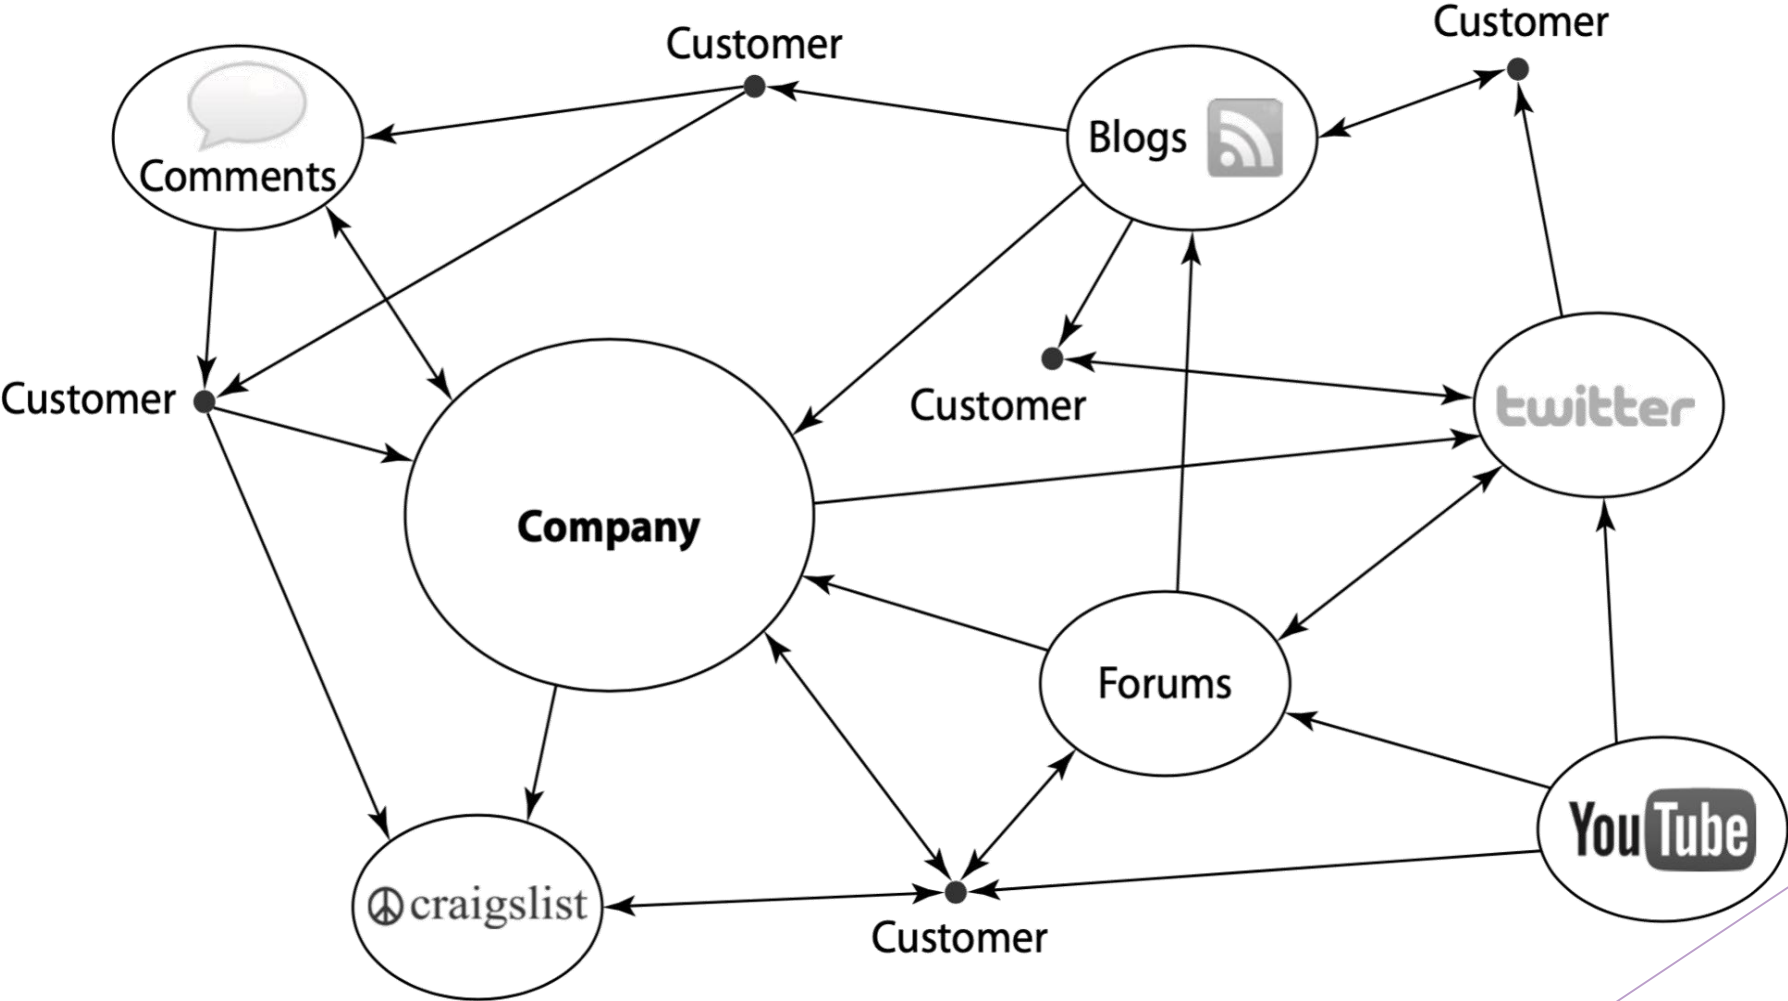 Customer
Customer
Comments
Blogs
Customer
Customer
twitter
Company
Forums
YouTube
craigslist
Customer